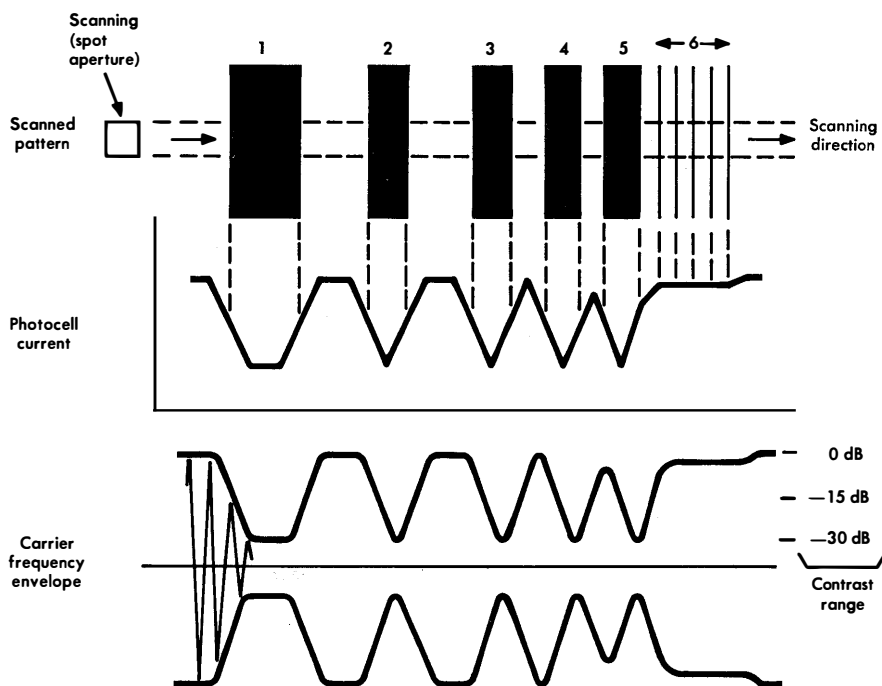 Scanning
(spot
aperture)
1
2
3
4
5
6
Scanned
pattern
Scanning
direction
Photocell
current
Carrier
frequency
envelope
0 dB
—15 dB
—30 dB
Contrast
range